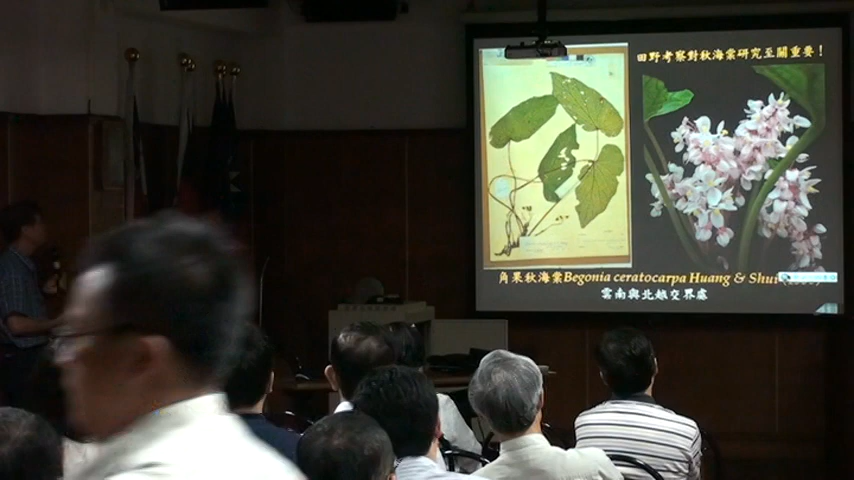 田野考察對秋海棠研究至關重要！
角果秋海棠Begonia ceratocarpa Huang & Shui
雲南與北越交界處